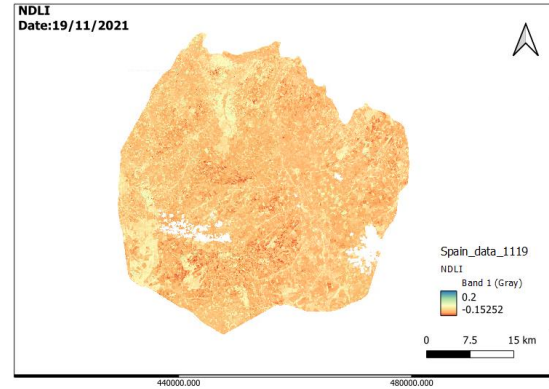 NDLI
Date:19/11/2021
Spain_data_1119
NDLI
Band 1 (Gray)
0.2
-0.15252
0 7.5 15 km
440000.000 480000.000